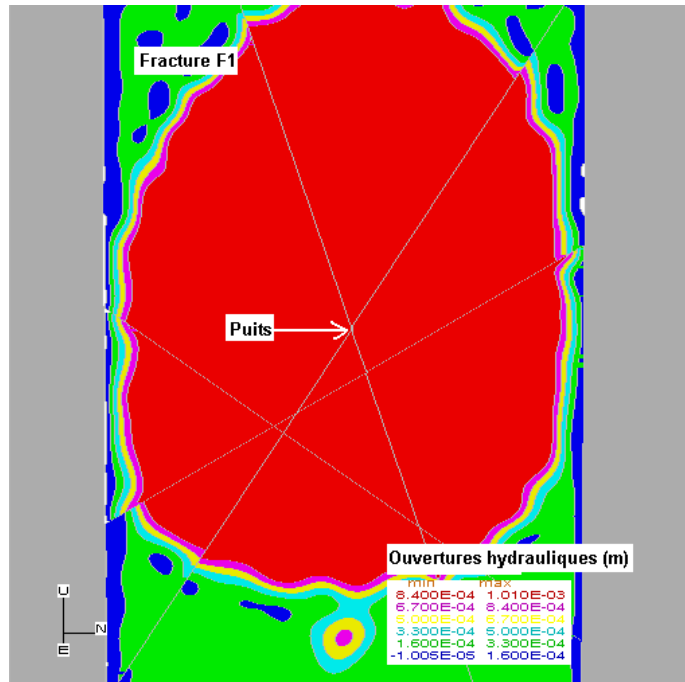 Fracture F1
Puits
Ouvertures hydrauliques (m)
min max
8.400E-04 1.010E-03
6.700E-04 8.400E-04
5.000E-04 6.700E-04
3.300E-04 5.000E-04
1.600E-04 3.300E-04
-1.005E-05 1.600E-04
U
N
E